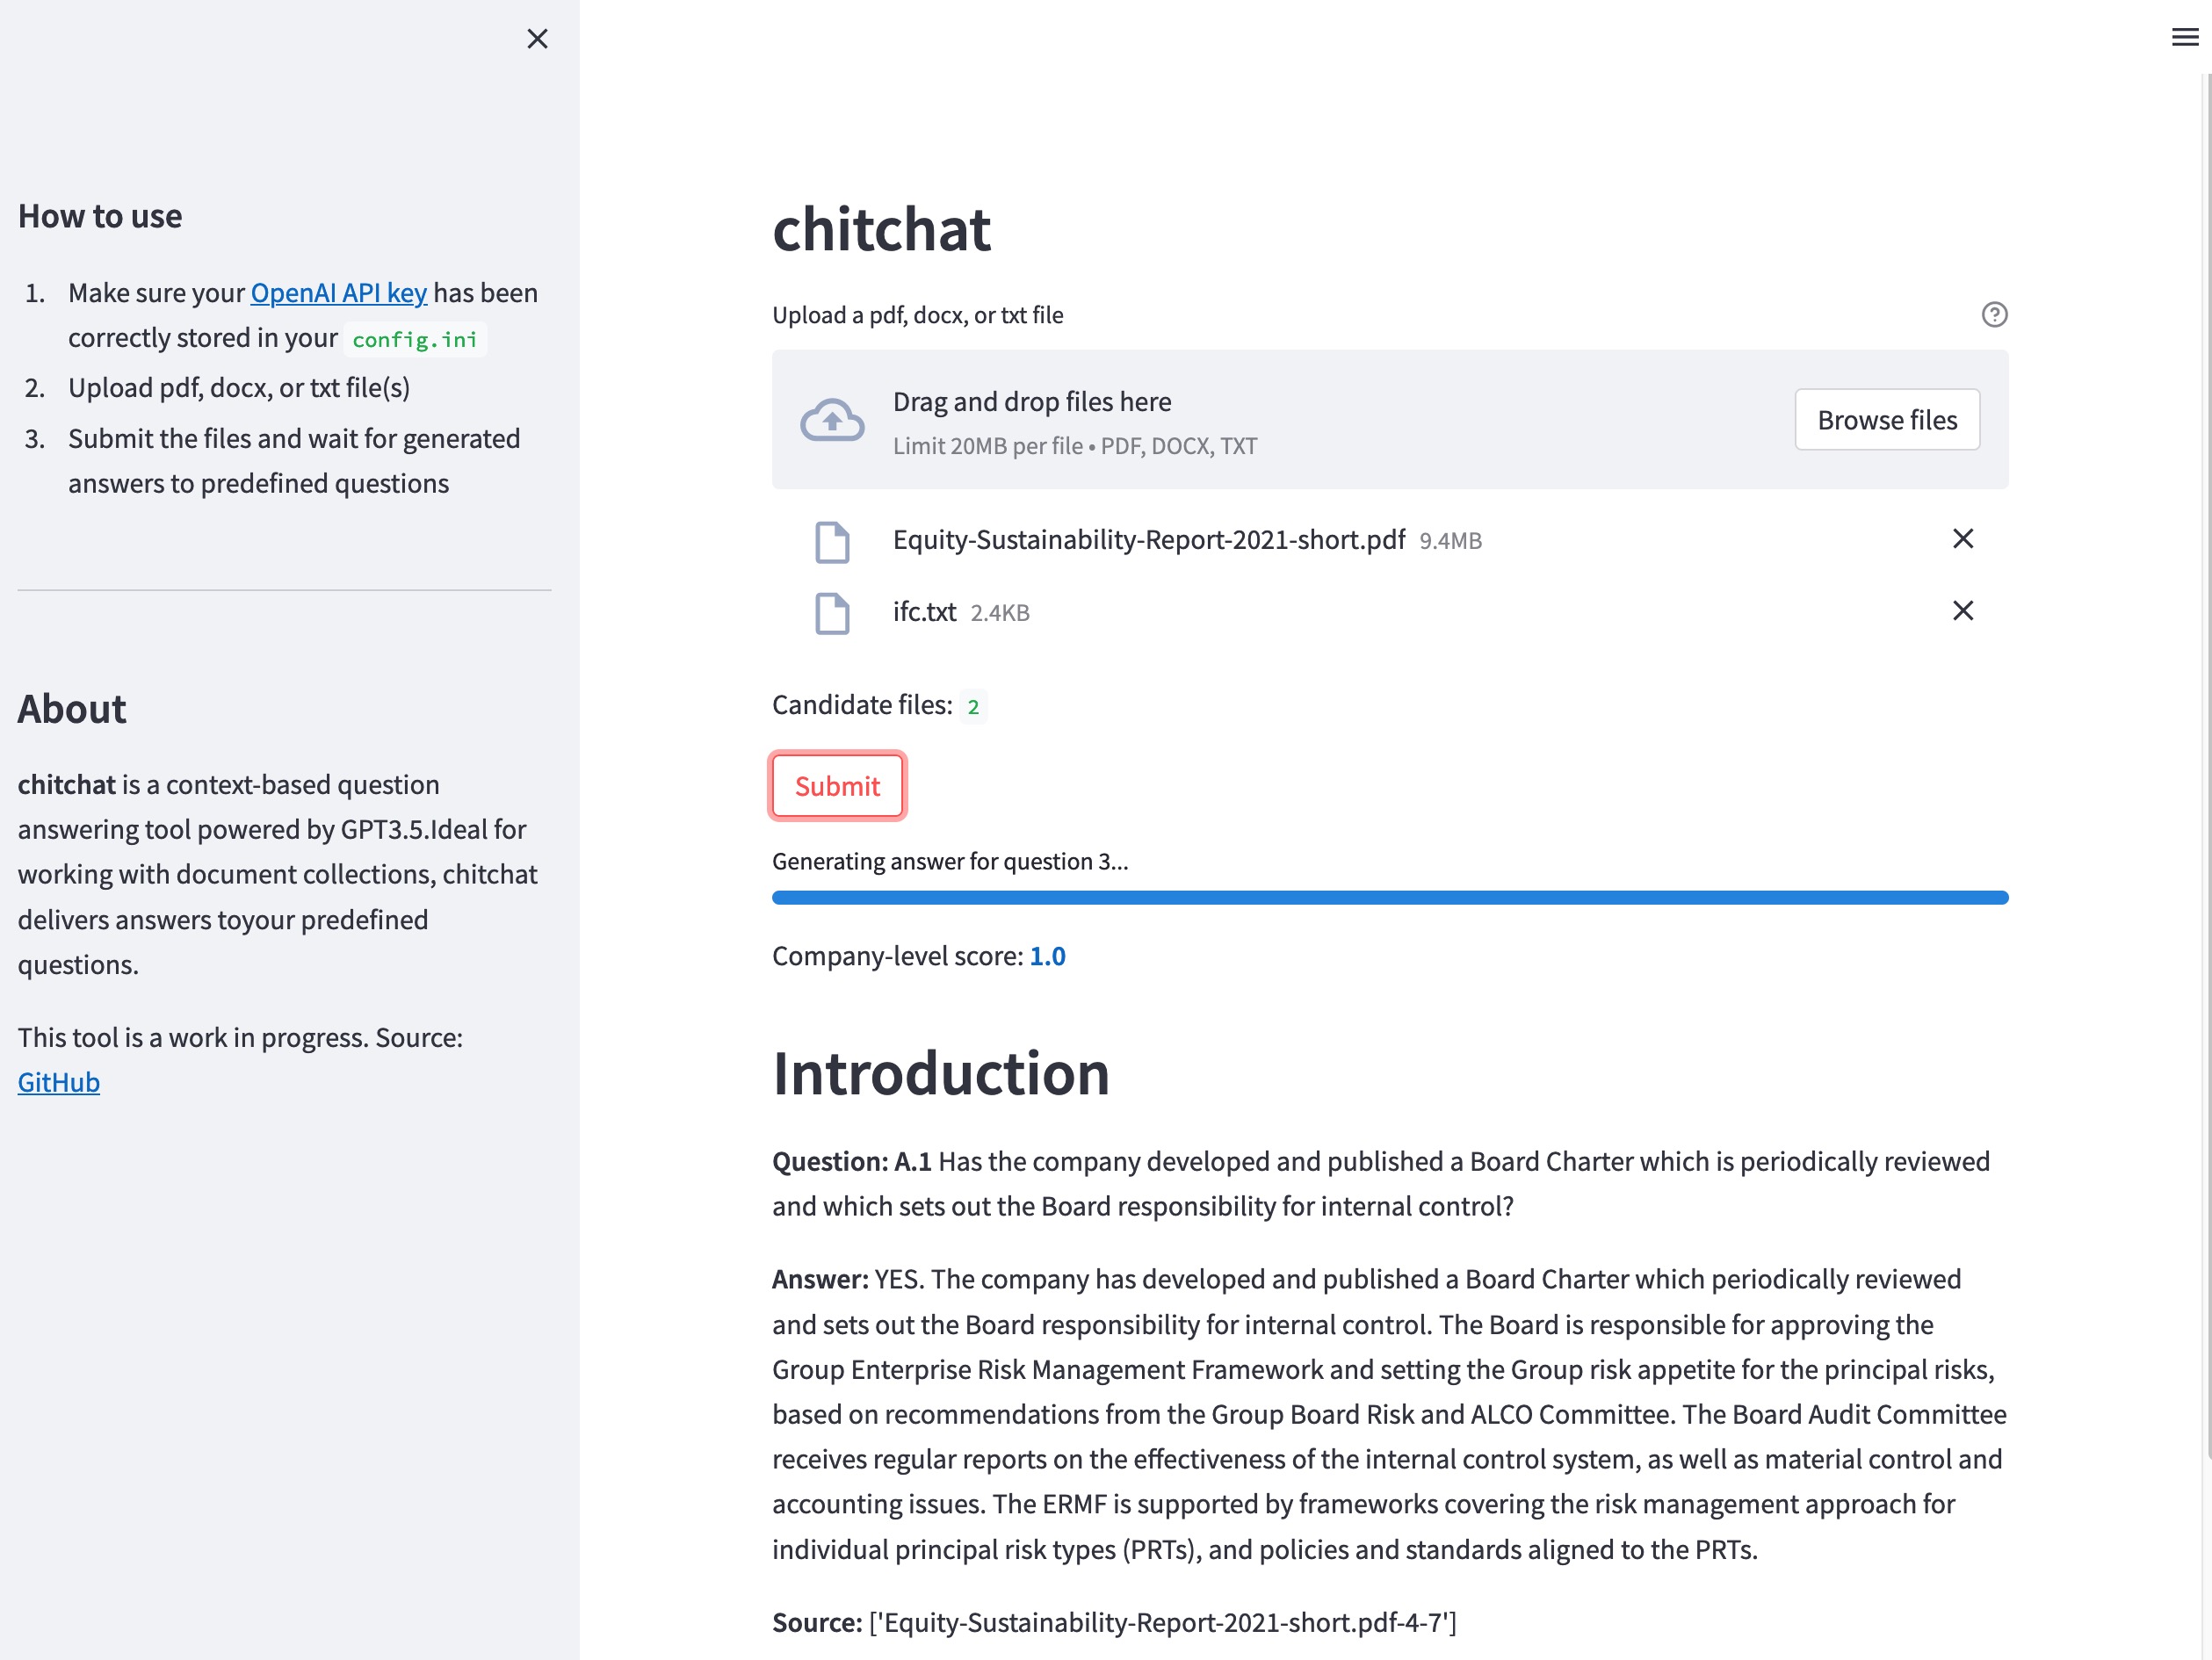 How to use
1. Make sure your OpenAI API key has been
correctly stored in your config.ini
2. Upload pdf, docx, or txt file(s)
3. Submit the files and wait for generated
answers to predefined questions
About
chitchat is a context-based question
answering tool powered by GPT3.5.Ideal for
working with document collections, chitchat
delivers answers toyour predefined
questions.
This tool is a work in progress. Source:
GitHub
chitchat
Upload a pdf, docx, or txt file
Drag and drop files here
Limit 20MB per file • PDF, DOCX, TXT
Browse files
Equity-Sustainability-Report-2021-short.pdf 9.4MB
ifc.txt 2.4KB
Candidate files: 2
Submit
Generating answer for question 3...
Company-level score: 1.0
Introduction
Question: A.1 Has the company developed and published a Board Charter which is periodically reviewed
and which sets out the Board responsibility for internal control?
Answer: YES. The company has developed and published a Board Charter which periodically reviewed
and sets out the Board responsibility for internal control. The Board is responsible for approving the
Group Enterprise Risk Management Framework and setting the Group risk appetite for the principal risks,
based on recommendations from the Group Board Risk and ALCO Committee. The Board Audit Committee
receives regular reports on the effectiveness of the internal control system, as well as material control and
accounting issues. The ERMF is supported by frameworks covering the risk management approach for
individual principal risk types (PRTs), and policies and standards aligned to the PRTs.
Source: ['Equity-Sustainability-Report-2021-short.pdf-4-7']